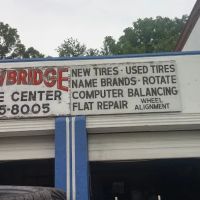 WBRIDGE
E CENTER
5-8005
NEW TIRES · USED TIRES
NAME BRANDS · ROTATE
COMPUTER BALANCING
FLAT REPAIR WHEEL
ALIGNMENT